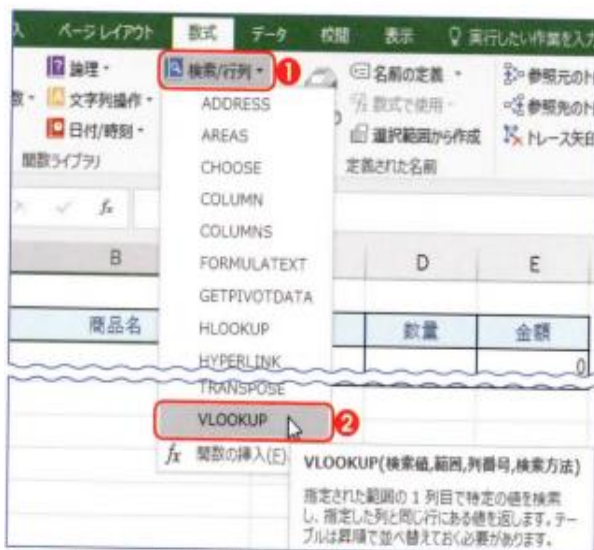 ページレイアウト 数式 データ 校閲 表示 実行したい作業を入力
論理 検索/行列 1 名前の定義 参照元の
文字列操作 数式で使用 参照先の
日付/時刻 選択範囲から作成 トレース矢印
関数ライブラリ 定義された名前
ADDRESS
AREAS
CHOOSE
COLUMN
COLUMNS
fx
FORMULATEXT
B D E
GETPIVOTDATA
HLOOKUP
商品名 数量 金額
HYPERLINK
0
TRANSPOSE
VLOOKUP 2
fx 関数の挿入(F)
VLOOKUP(検索値,範囲,列番号,検索方法)
指定された範囲の 1 列目で特定の値を検索
し、指定した列と同じ行にある値を返します。テー
ブルは昇順で並べ替えておく必要があります。